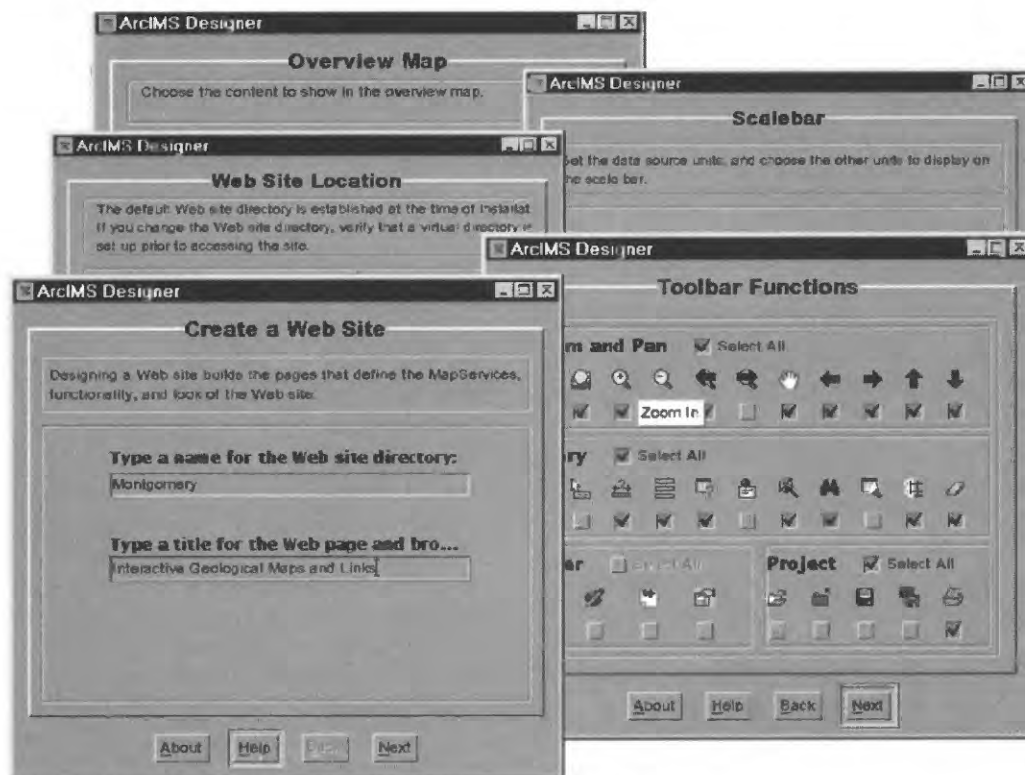 ArcIMS Designer
Overview Map
Choose the content to show in the overview map.
ArcIMS Designer
Scalebar
Set the data source units, and choose the other units to display on
the scale bar.
ArcIMS Designer
Web Site Location
The default Web site directory is established at the time of installat
If you change the Web site directory, verify that a virtual directory is
set up prior to accessing the site.
ArcIMS Designer
Toolbar Functions
m and Pan Select All
Zoom In
ry Select All
er Select All
Project Select All
About Help Back Next
ArcIMS Designer
Create a Web Site
Designing a Web site builds the pages that define the MapServices,
functionality, and look of the Web site.
Type a name for the Web site directory:
Montgomery
Type a title for the Web page and bro...
Interactive Geological Maps and Links
About Help Back Next